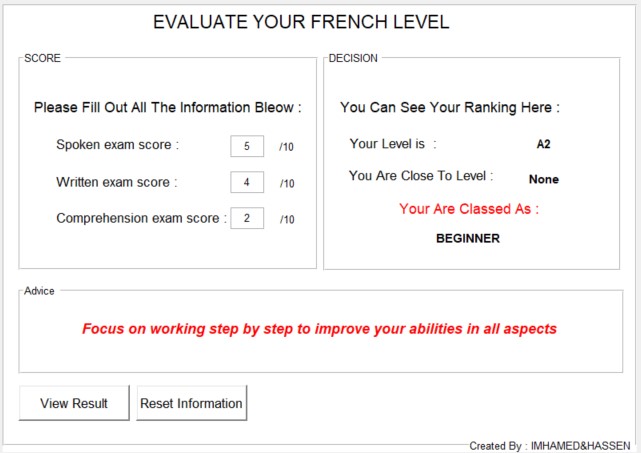 EVALUATE YOUR FRENCH LEVEL
SCORE
Please Fill Out All The Information Bleow :
Spoken exam score : 5 /10
Written exam score : 4 /10
Comprehension exam score : 2 /10
DECISION
You Can See Your Ranking Here :
Your Level is : A2
You Are Close To Level : None
Your Are Classed As :
BEGINNER
Advice
Focus on working step by step to improve your abilities in all aspects
View Result Reset Information
Created By : IMHAMED&HASSEN